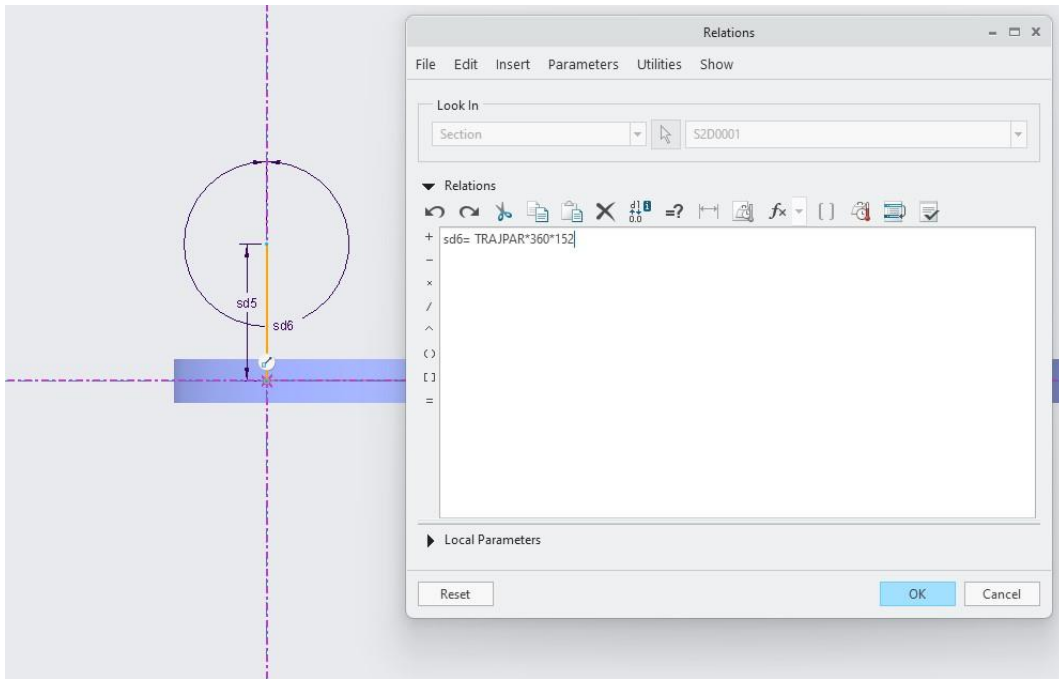 Relations
File Edit Insert Parameters Utilities Show
Look In
Section
S2D0001
Relations
sd6= TRAJPAR*360*152
sd5
sd6
Local Parameters
Reset
OK
Cancel